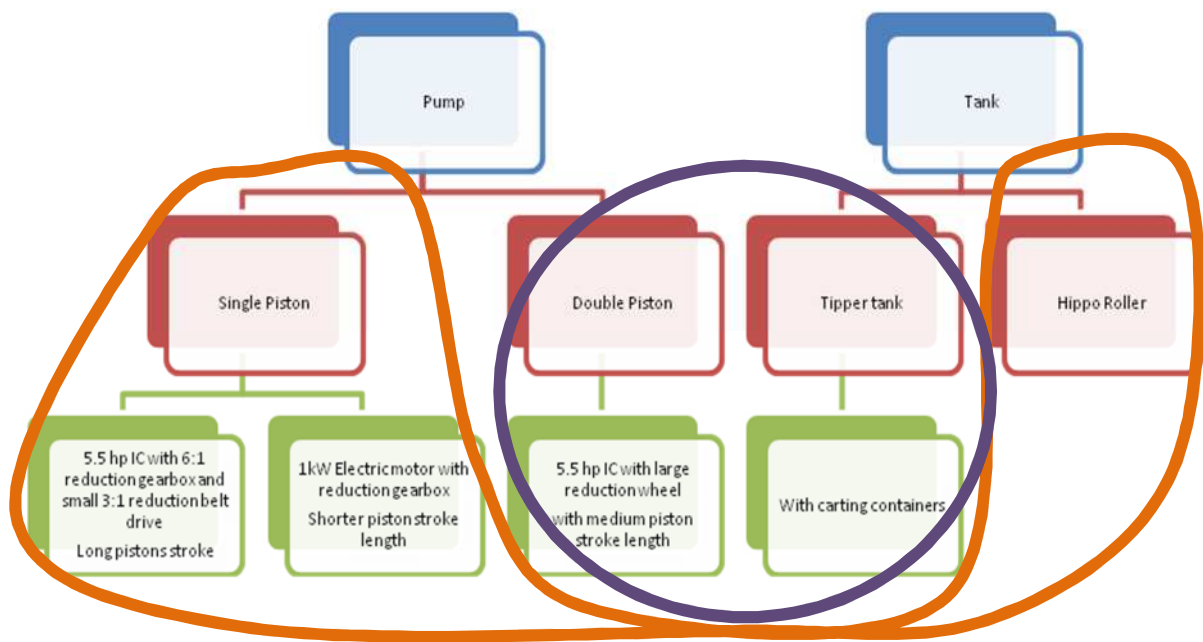 Pump
Tank
Single Piston
Double Piston
Tipper tank
Hippo Roller
5.5 hp IC with 6:1
reduction gearbox and
small 3:1 reduction belt
drive
Long pistons stroke
1kW Electric motor with
reduction gearbox
Shorter piston stroke
length
5.5 hp IC with large
reduction wheel
with medium piston
stroke length
With carting containers